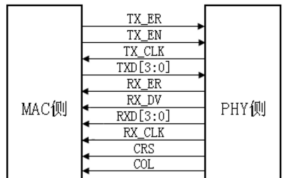 TX_ER
TX_EN
TX_CLK
TXD[3:0]
RX_ER
RX_DV
MAC侧
PHY侧
RXD[3:0]
RX_CLK
CRS
COL